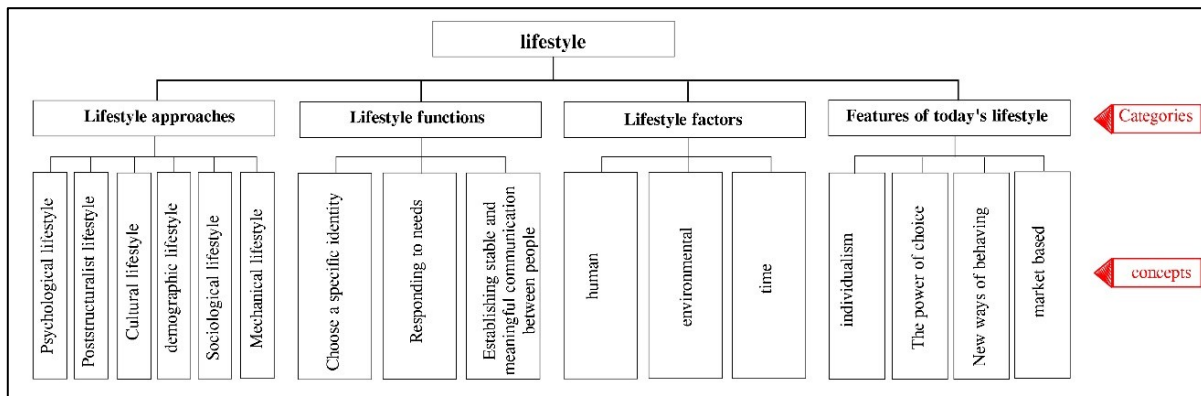 lifestyle
Lifestyle approaches
Lifestyle functions
Lifestyle factors
Features of today's lifestyle
Categories
Psychological lifestyle
Poststructuralist lifestyle
Cultural lifestyle
demographic lifestyle
Sociological lifestyle
Mechanical lifestyle
Choose a specific identity
Responding to needs
Establishing stable and
meaningful communication
between people
human
environmental
time
individualism
The power of choice
New ways of behaving
market based
concepts